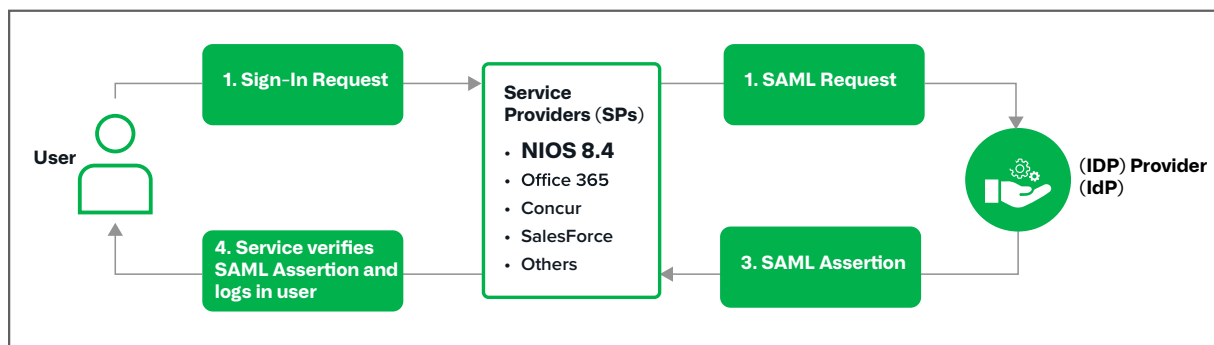 User
1. Sign-In Request
Service
Providers (SPs)
• NIOS 8.4
• Office 365
• Concur
• SalesForce
• Others
1. SAML Request
(IDP) Provider
(IdP)
3. SAML Assertion
4. Service verifies
SAML Assertion and
logs in user